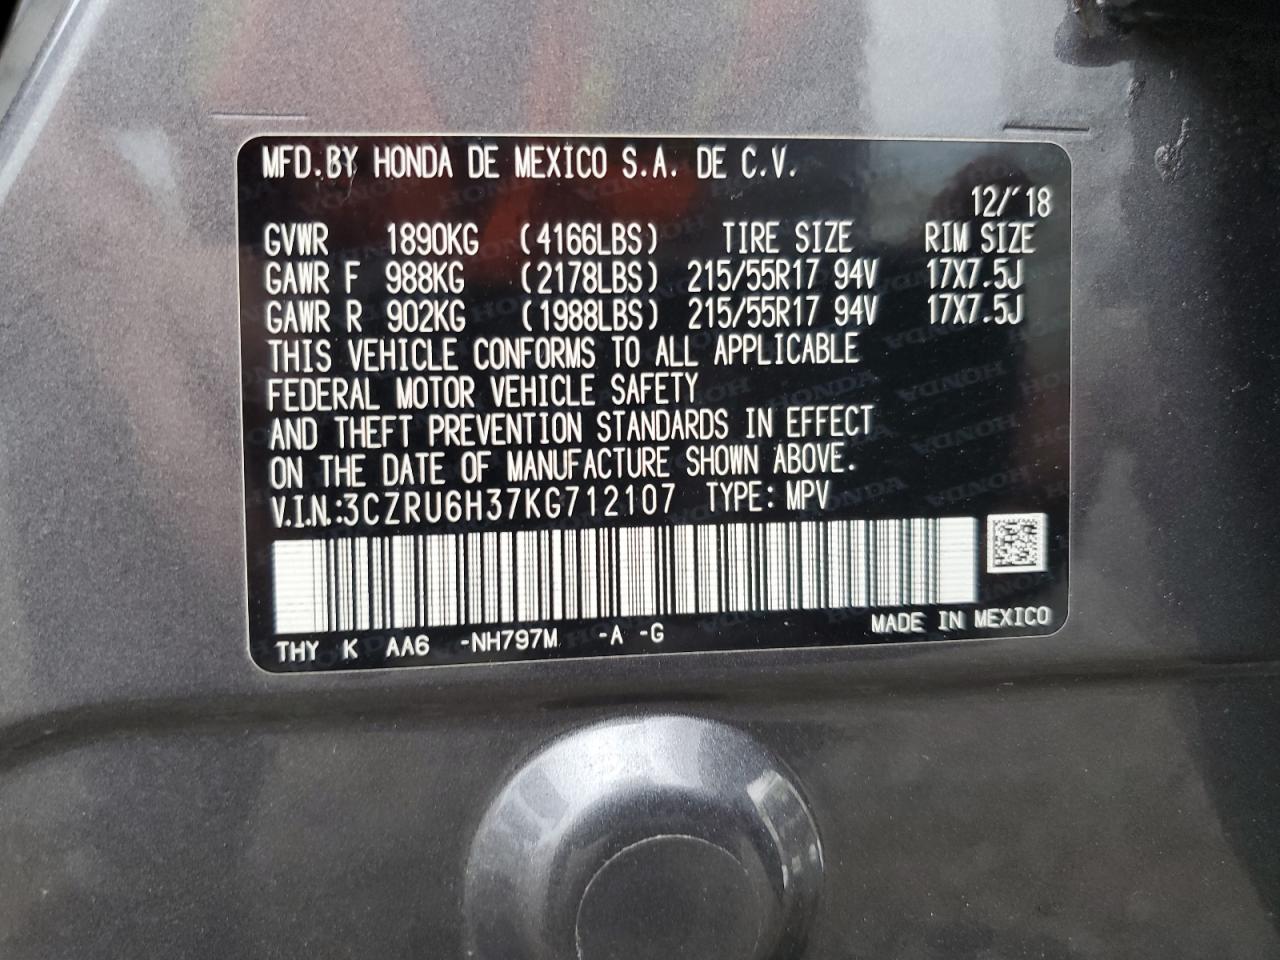 MFD.BY HONDA DE MEXICO S.A. DE C.V.
12/'18
GVWR 1890KG (4166LBS) TIRE SIZE RIM SIZE
GAWR F 988KG (2178LBS) 215/55R17 94V 17X7.5J
GAWR R 902KG (1988LBS) 215/55R17 94V 17X7.5J
THIS VEHICLE CONFORMS TO ALL APPLICABLE
FEDERAL MOTOR VEHICLE SAFETY
AND THEFT PREVENTION STANDARDS IN EFFECT
ON THE DATE OF MANUFACTURE SHOWN ABOVE.
V.I.N.:3CZRU6H37KG712107 TYPE: MPV
THY K AA6 -NH797M -A -G MADE IN MEXICO